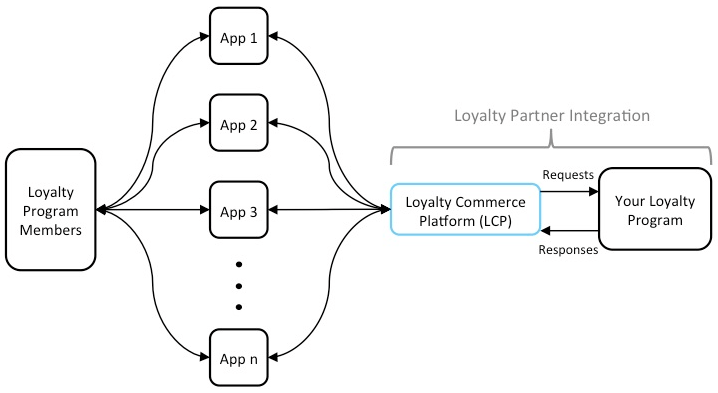 App 1
App 2
Loyalty Partner Integration
Loyalty
Program
Members
App 3
Loyalty Commerce
Platform (LCP)
Requests
Responses
Your Loyalty
Program
App n